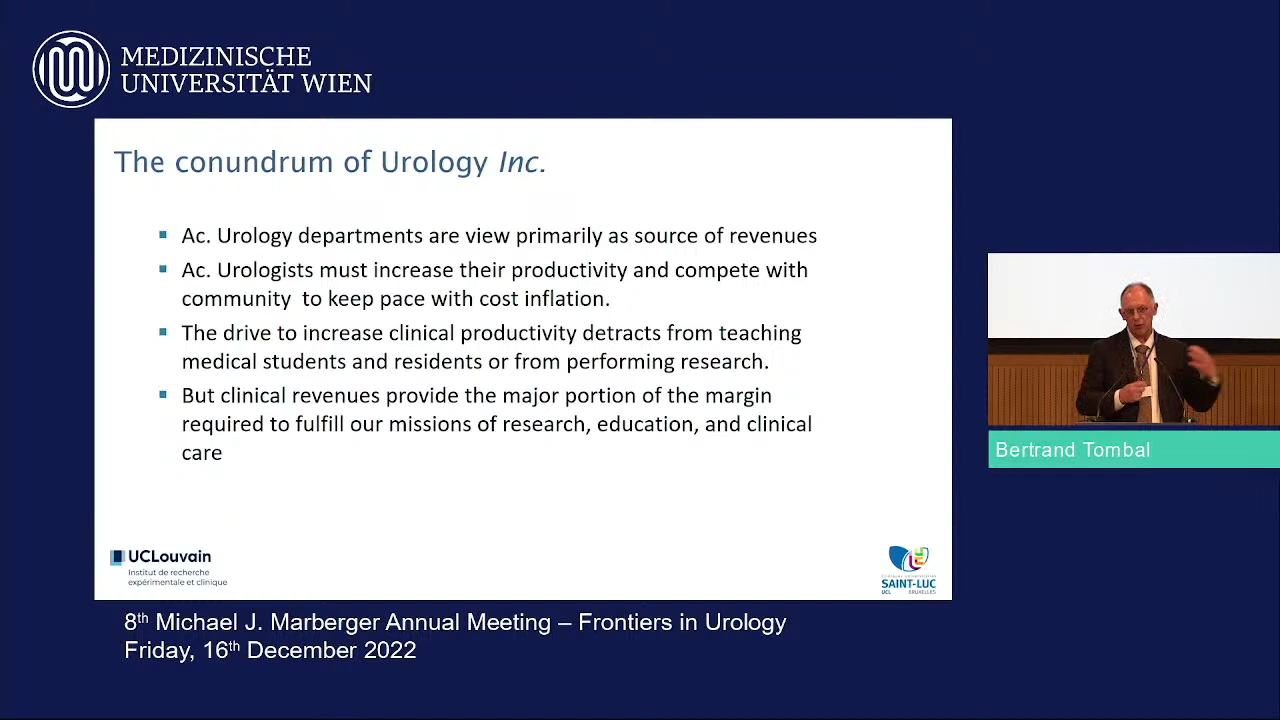 MEDIZINISCHE
UNIVERSITÄT WIEN
The conundrum of Urology Inc.
Ac. Urology departments are view primarily as source of revenues
Ac. Urologists must increase their productivity and compete with
community to keep pace with cost inflation.
The drive to increase clinical productivity detracts from teaching
medical students and residents or from performing research.
But clinical revenues provide the major portion of the margin
required to fulfill our missions of research, education, and clinical
care
Bertrand Tombal
UCLouvain
Institut de recherche
expérimentale et clinique
SAINT-LUC
UCL BRUXELLES
8th Michael J. Marberger Annual Meeting – Frontiers in Urology
Friday, 16th December 2022